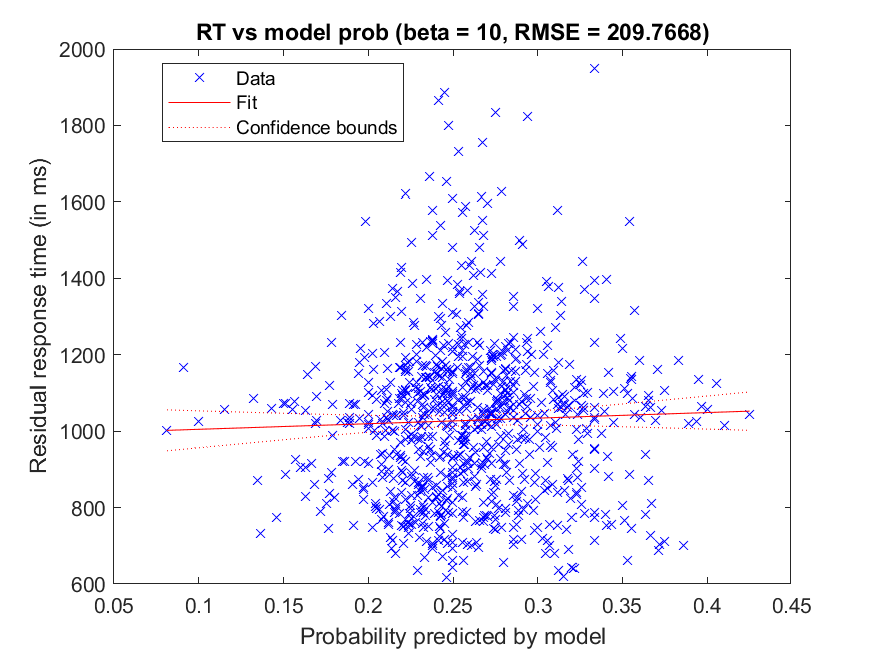 RT vs model prob (beta = 10, RMSE = 209.7668)
Data
Fit
Confidence bounds
Residual response time (in ms)
2000
1800
1600
1400
1200
1000
800
600
0.05 0.1 0.15 0.2 0.25 0.3 0.35 0.4 0.45
Probability predicted by model